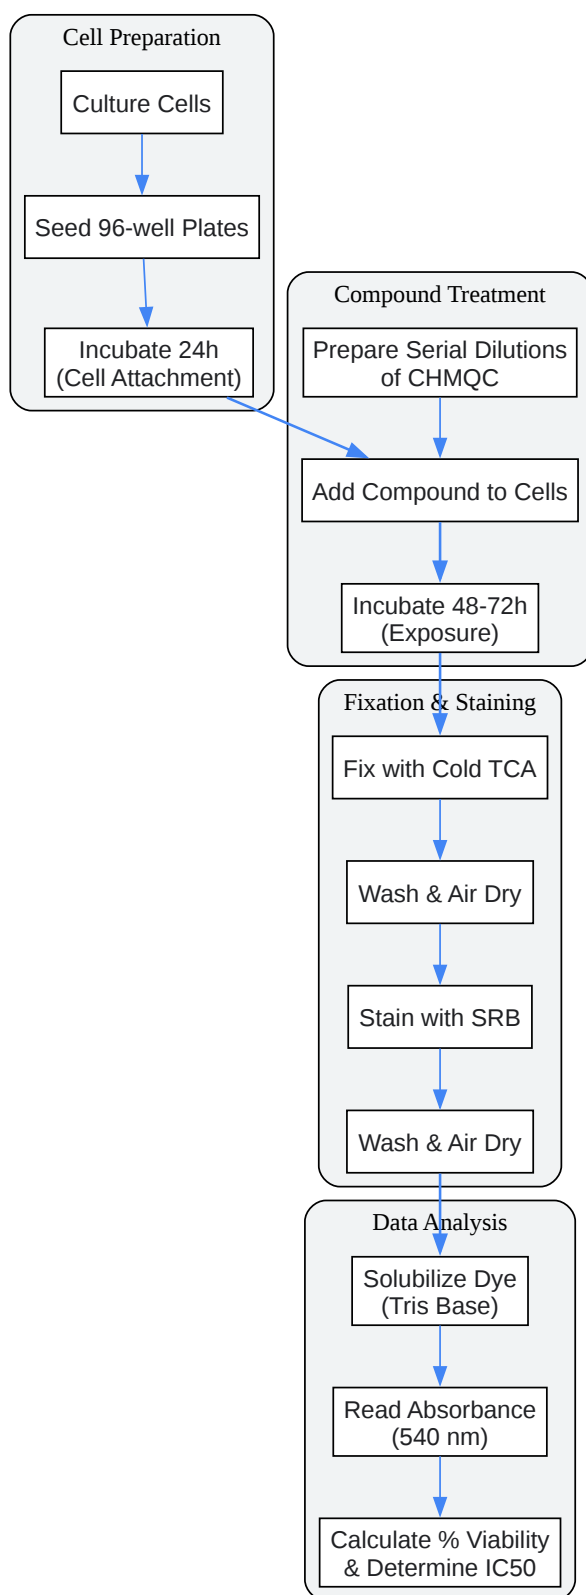 Cell Preparation
Culture Cells
Seed 96-well Plates
Incubate 24h
(Cell Attachment)
Compound Treatment
Prepare Serial Dilutions
of CHMQC
Add Compound to Cells
Incubate 48-72h
(Exposure)
Fixation & Staining
Fix with Cold TCA
Wash & Air Dry
Stain with SRB
Wash & Air Dry
Data Analysis
Solubilize Dye
(Tris Base)
Read Absorbance
(540 nm)
Calculate % Viability
& Determine IC50